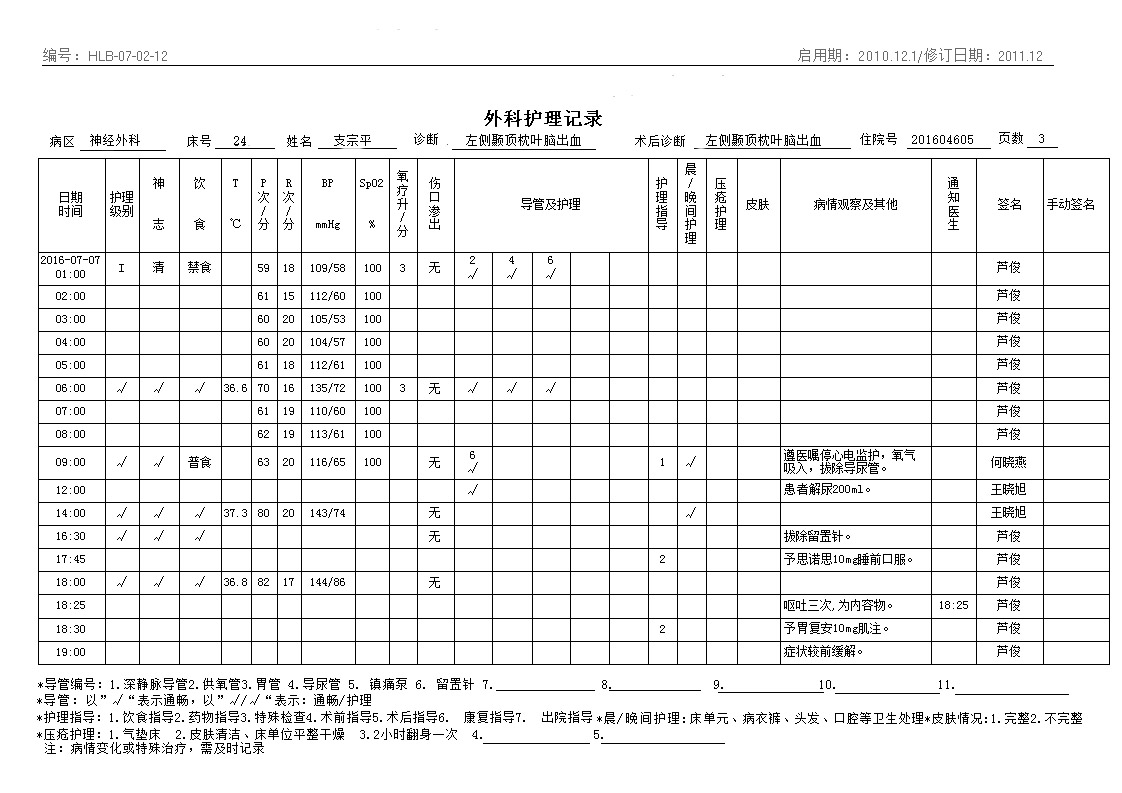 编号：HLB-07-02-12 启用期：2010.12.1/修订日期：2011.12
外科护理记录
病区 神经外科 床号 24 姓名 支宗平 诊断 左侧颞顶枕叶脑出血 术后诊断 左侧颞顶枕叶脑出血 住院号 201604605 页数 3
日期时间 护理级别 神志 饮食 T ℃ P 次/分 R 次/分 BP mmHg SpO2 % 氧疗升/分 伤口渗出 导管及护理 护理指导 晨/晚间护理 压疮护理 皮肤 病情观察及其他 通知医生 签名 手动签名
2016-07-07 01:00 I 清 禁食 59 18 109/58 100 3 无 2√ 4√ 6√ 芦俊
02:00 61 15 112/60 100 芦俊
03:00 60 20 105/53 100 芦俊
04:00 60 20 104/57 100 芦俊
05:00 61 18 112/61 100 芦俊
06:00 √ √ √ 36.6 70 16 135/72 100 3 无 √ √ √ 芦俊
07:00 61 19 110/60 100 芦俊
08:00 62 19 113/61 100 芦俊
09:00 √ √ 普食 63 20 116/65 100 无 6√ 1 √ 遵医嘱停心电监护，氧气吸入，拔除导尿管。 何晓燕
12:00 √ 患者解尿200ml。 王晓旭
14:00 √ √ √ 37.3 80 20 143/74 无 √ 王晓旭
16:30 √ √ √ 无 拔除留置针。 芦俊
17:45 2 予思诺思10mg睡前口服。 芦俊
18:00 √ √ √ 36.8 82 17 144/86 无 芦俊
18:25 呕吐三次,为内容物。 18:25 芦俊
18:30 2 予胃复安10mg肌注。 芦俊
19:00 症状较前缓解。 芦俊
*导管编号：1.深静脉导管2.供氧管3.胃管 4.导尿管 5. 镇痛泵 6. 留置针 7. 8. 9. 10. 11.
*导管：以”√“表示通畅，以”√/√“表示：通畅/护理
*护理指导：1.饮食指导2.药物指导3.特殊检查4.术前指导5.术后指导6. 康复指导7. 出院指导*晨/晚间护理:床单元、病衣裤、头发、口腔等卫生处理*皮肤情况:1.完整2.不完整
*压疮护理：1.气垫床 2.皮肤清洁、床单位平整干燥 3.2小时翻身一次 4. 5.
注：病情变化或特殊治疗，需及时记录